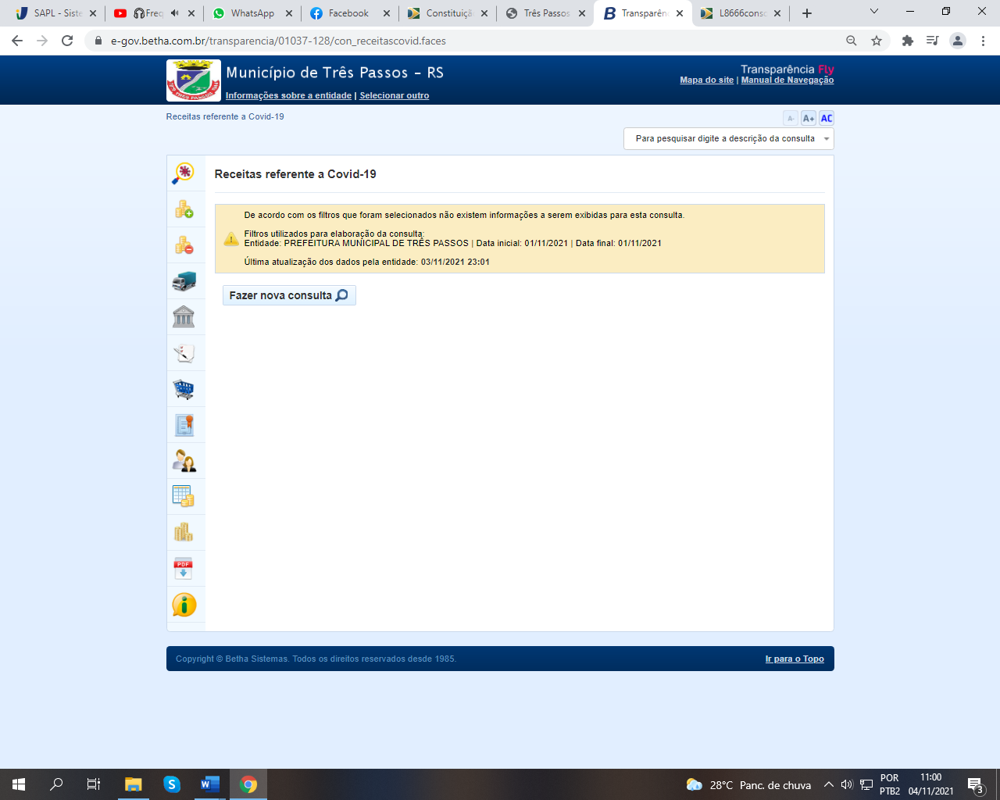 SAPL - Siste
Freq
WhatsApp
Facebook
Constituiçã
Três Passos
Transparên
L8666conso
e-gov.betha.com.br/transparencia/01037-128/con_receitascovid.faces
Município de Três Passos - RS
Transparência Fly
Mapa do site | Manual de Navegação
Informações sobre a entidade | Selecionar outro
Receitas referente a Covid-19
A- A+ AC
Para pesquisar digite a descrição da consulta
Receitas referente a Covid-19
De acordo com os filtros que foram selecionados não existem informações a serem exibidas para esta consulta.
Filtros utilizados para elaboração da consulta:
Entidade: PREFEITURA MUNICIPAL DE TRÊS PASSOS | Data inicial: 01/11/2021 | Data final: 01/11/2021
Última atualização dos dados pela entidade: 03/11/2021 23:01
Fazer nova consulta
PDF
Copyright © Betha Sistemas. Todos os direitos reservados desde 1985.
Ir para o Topo
28°C Panc. de chuva
POR
PTB2
11:00
04/11/2021
3